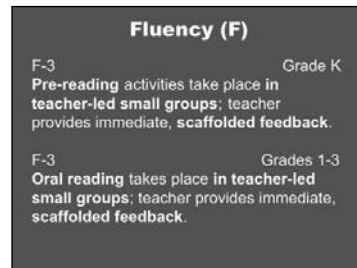 Fluency (F)
F-3 Grade K
Pre-reading activities take place in
teacher-led small groups; teacher
provides immediate, scaffolded feedback.
F-3 Grades 1-3
Oral reading takes place in teacher-led
small groups; teacher provides immediate,
scaffolded feedback.